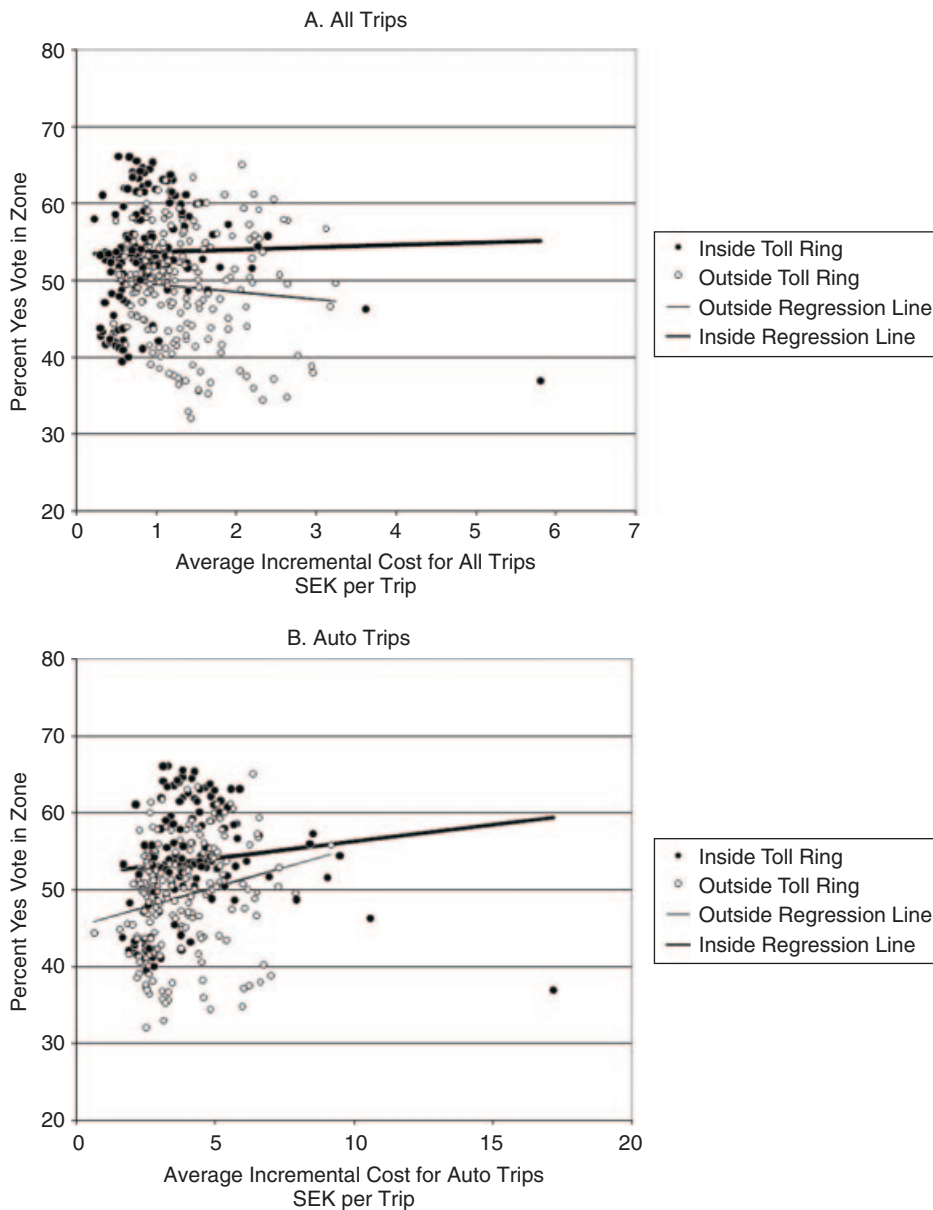 A. All Trips
80
70
60
50
40
30
20
0 1 2 3 4 5 6 7
Percent Yes Vote in Zone
Average Incremental Cost for All Trips
SEK per Trip
Inside Toll Ring
Outside Toll Ring
Outside Regression Line
Inside Regression Line
B. Auto Trips
80
70
60
50
40
30
20
0 5 10 15 20
Percent Yes Vote in Zone
Average Incremental Cost for Auto Trips
SEK per Trip
Inside Toll Ring
Outside Toll Ring
Outside Regression Line
Inside Regression Line